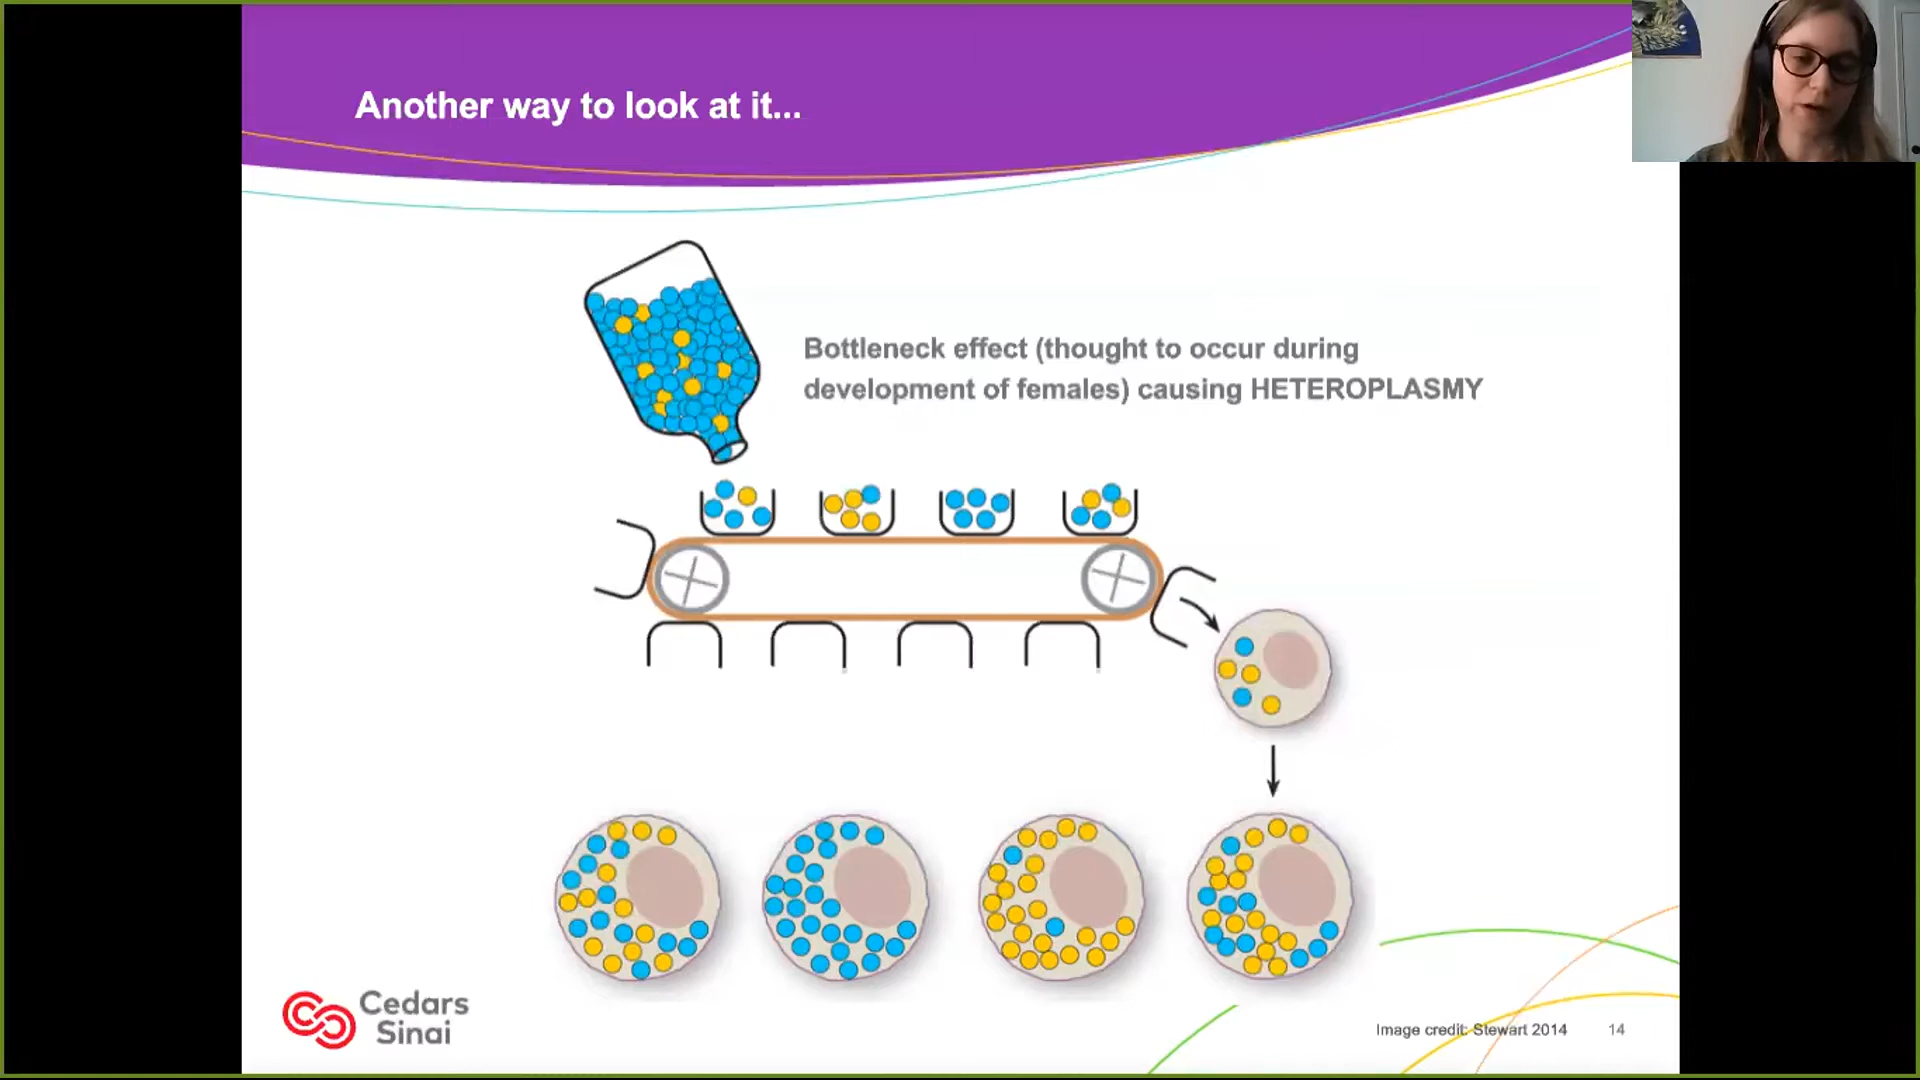 Another way to look at it...
Bottleneck effect (thought to occur during
development of females) causing HETEROPLASMY
Cedars
Sinai
Image credit: Stewart 2014
14